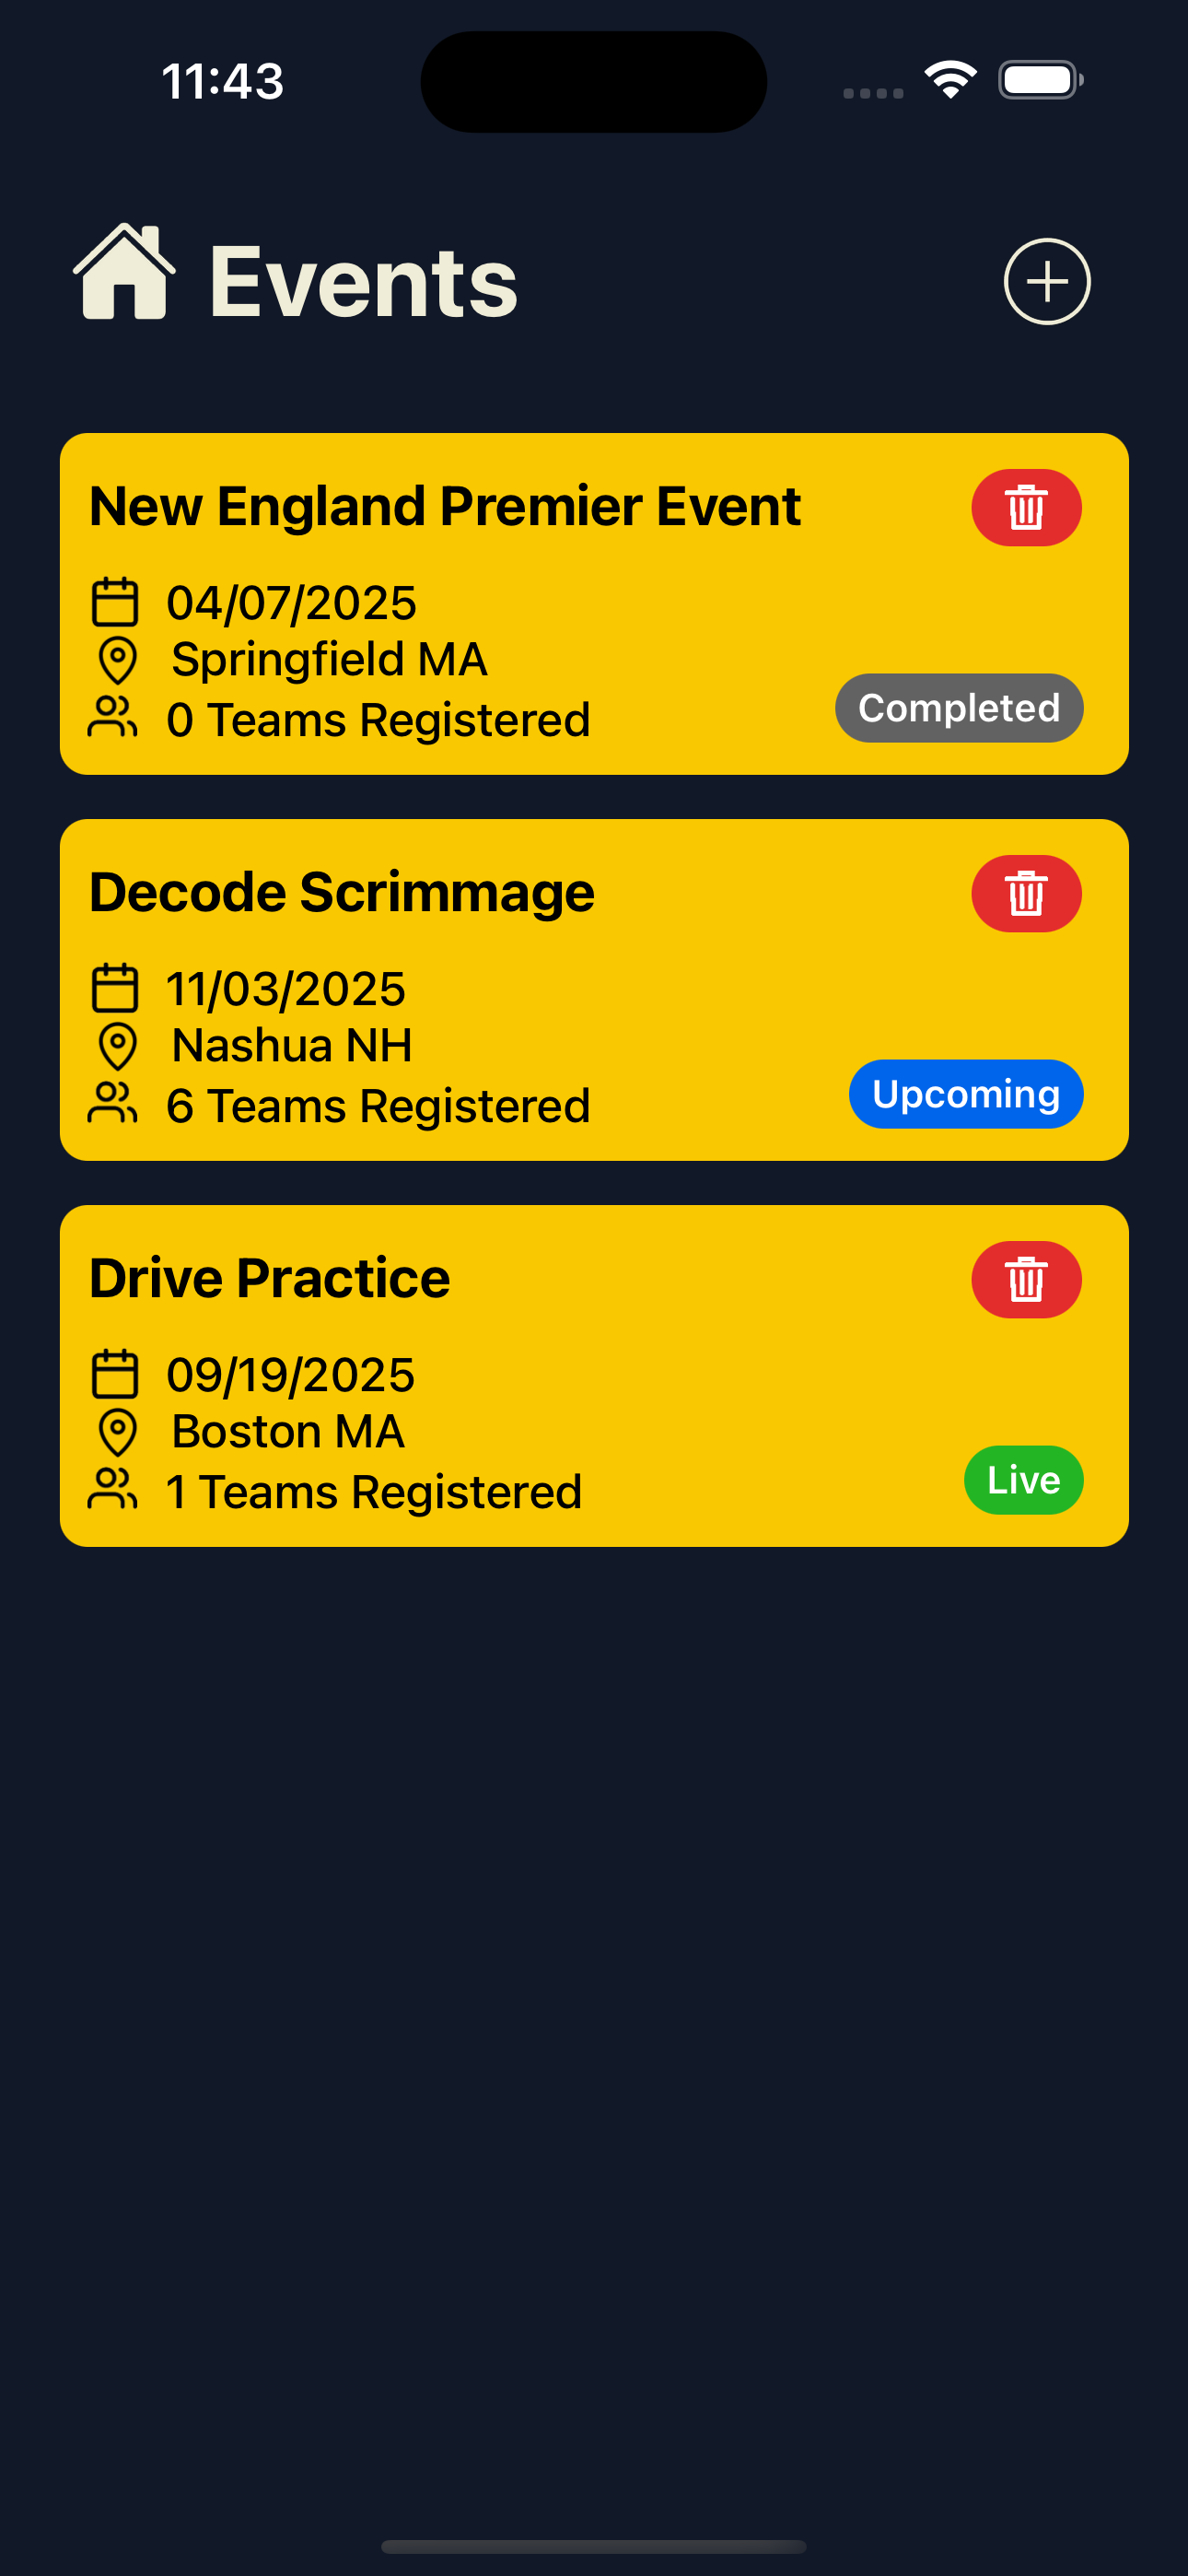 11:43
Events
New England Premier Event
04/07/2025
Springfield MA
0 Teams Registered
Completed
Decode Scrimmage
11/03/2025
Nashua NH
6 Teams Registered
Upcoming
Drive Practice
09/19/2025
Boston MA
1 Teams Registered
Live